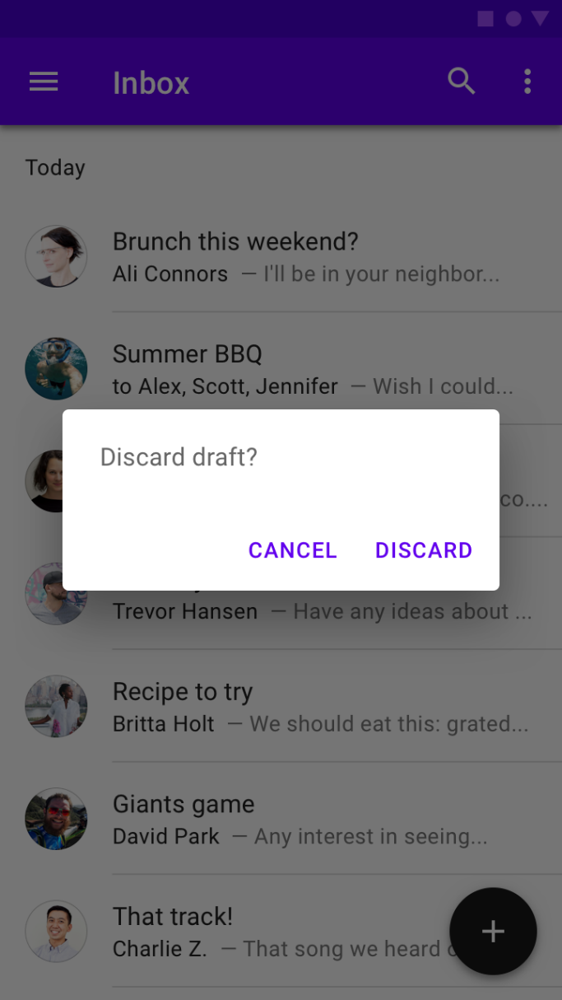 Inbox
Today
Brunch this weekend?
Ali Connors — I'll be in your neighbor...
Summer BBQ
to Alex, Scott, Jennifer — Wish I could...
Discard draft?
co....
CANCEL DISCARD
Trevor Hansen — Have any ideas about ...
Recipe to try
Britta Holt — We should eat this: grated...
Giants game
David Park — Any interest in seeing...
That track!
Charlie Z. — That song we heard